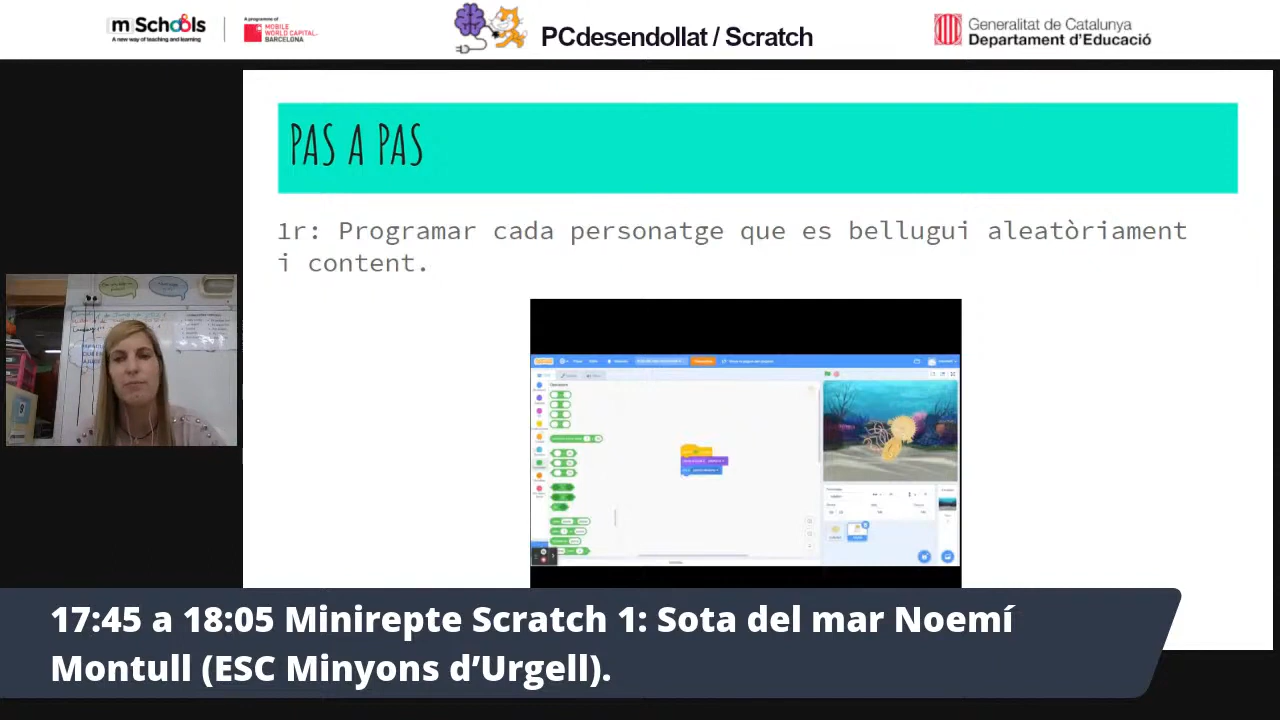 mSchools
A new way of teaching and learning
A programme of
MOBILE
WORLD CAPITAL
BARCELONA
PCdesendollat / Scratch
Generalitat de Catalunya
Departament d'Educació
PAS A PAS
1r: Programar cada personatge que es bellugui aleatòriament
i content.
17:45 a 18:05 Minirepte Scratch 1: Sota del mar Noemí
Montull (ESC Minyons d’Urgell).